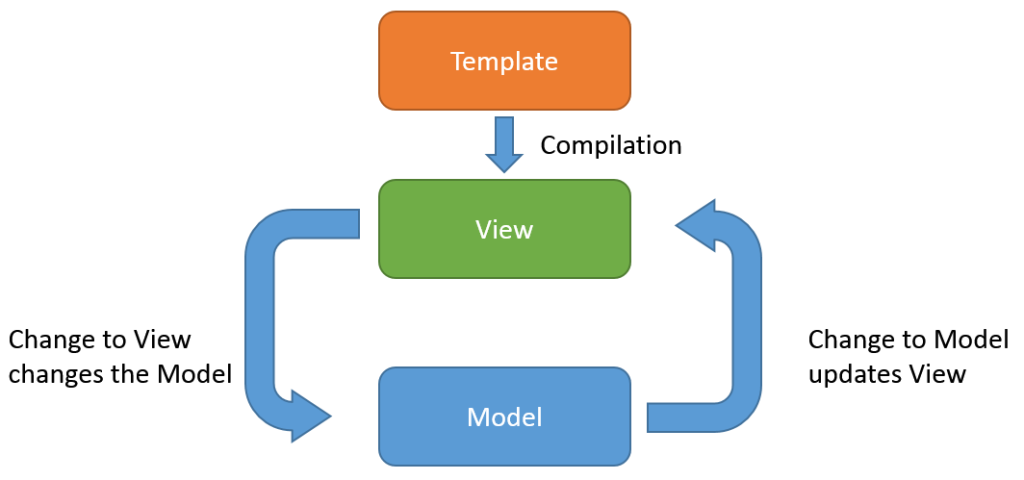 Template
Compilation
View
Change to View
changes the Model
Change to Model
updates View
Model